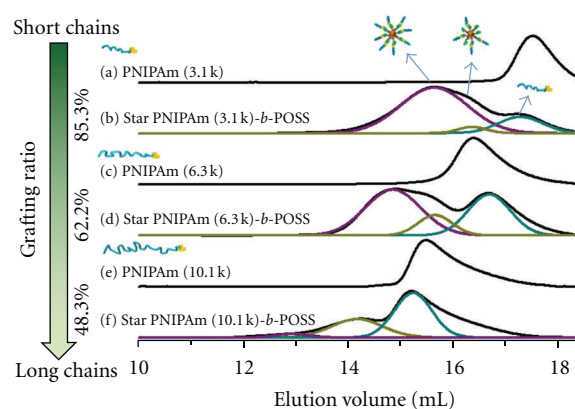 Short chains
(a) PNIPAm (3.1 k)
85.3%
(b) Star PNIPAm (3.1 k)-b-POSS
(c) PNIPAm (6.3 k)
Grafting ratio
62.2%
(d) Star PNIPAm (6.3 k)-b-POSS
(e) PNIPAm (10.1 k)
48.3%
(f) Star PNIPAm (10.1 k)-b-POSS
Long chains
10 12 14 16 18
Elution volume (mL)